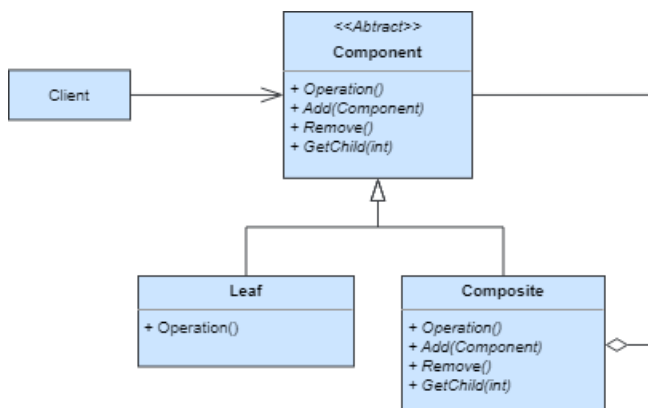 <<Abtract>>
Component
Client
+ Operation()
+ Add(Component)
+ Remove()
+ GetChild(int)
Leaf
+ Operation()
Composite
+ Operation()
+ Add(Component)
+ Remove()
+ GetChild(int)